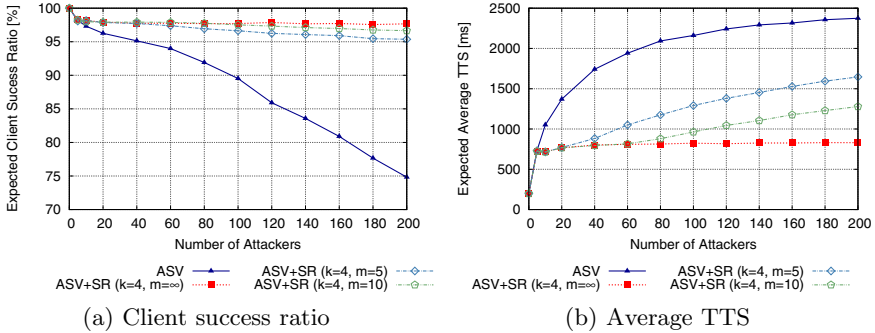 Expected Client Success Ratio [%]
100
95
90
85
80
75
70
0 20 40 60 80 100 120 140 160 180 200
Number of Attackers
ASV
ASV+SR (k=4, m=∞)
ASV+SR (k=4, m=5)
ASV+SR (k=4, m=10)
(a) Client success ratio
Expected Average TTS [ms]
2500
2000
1500
1000
500
0
0 20 40 60 80 100 120 140 160 180 200
Number of Attackers
ASV
ASV+SR (k=4, m=∞)
ASV+SR (k=4, m=5)
ASV+SR (k=4, m=10)
(b) Average TTS